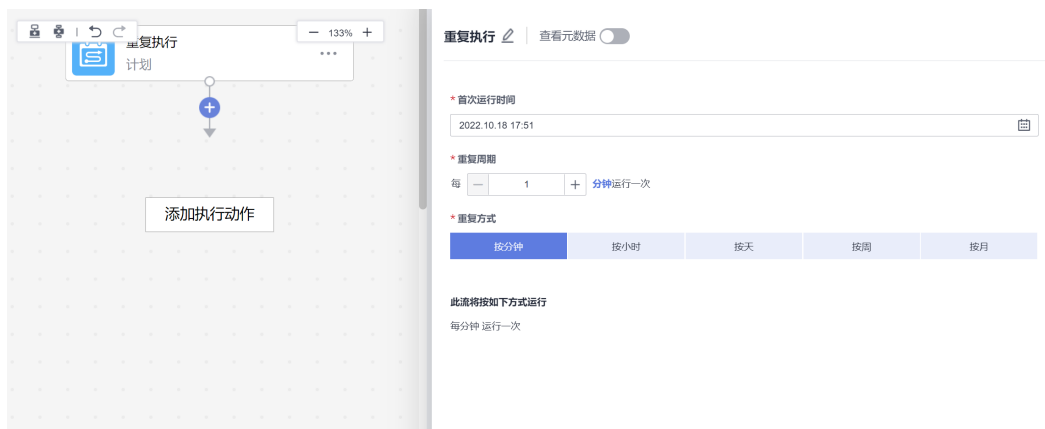 133%
重复执行
计划
添加执行动作
重复执行 查看元数据
* 首次运行时间
2022.10.18 17:51
* 重复周期
每 — 1 + 分钟运行一次
* 重复方式
按分钟 按小时 按天 按周 按月
此流将按如下方式运行
每分钟 运行一次